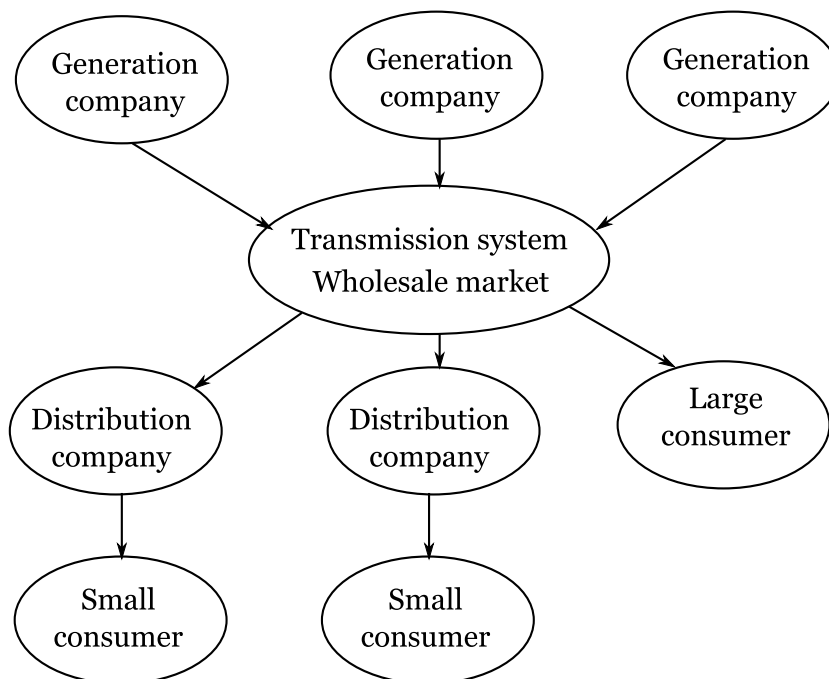 Generation
company
Generation
company
Generation
company
Transmission system
Wholesale market
Distribution
company
Distribution
company
Large
consumer
Small
consumer
Small
consumer